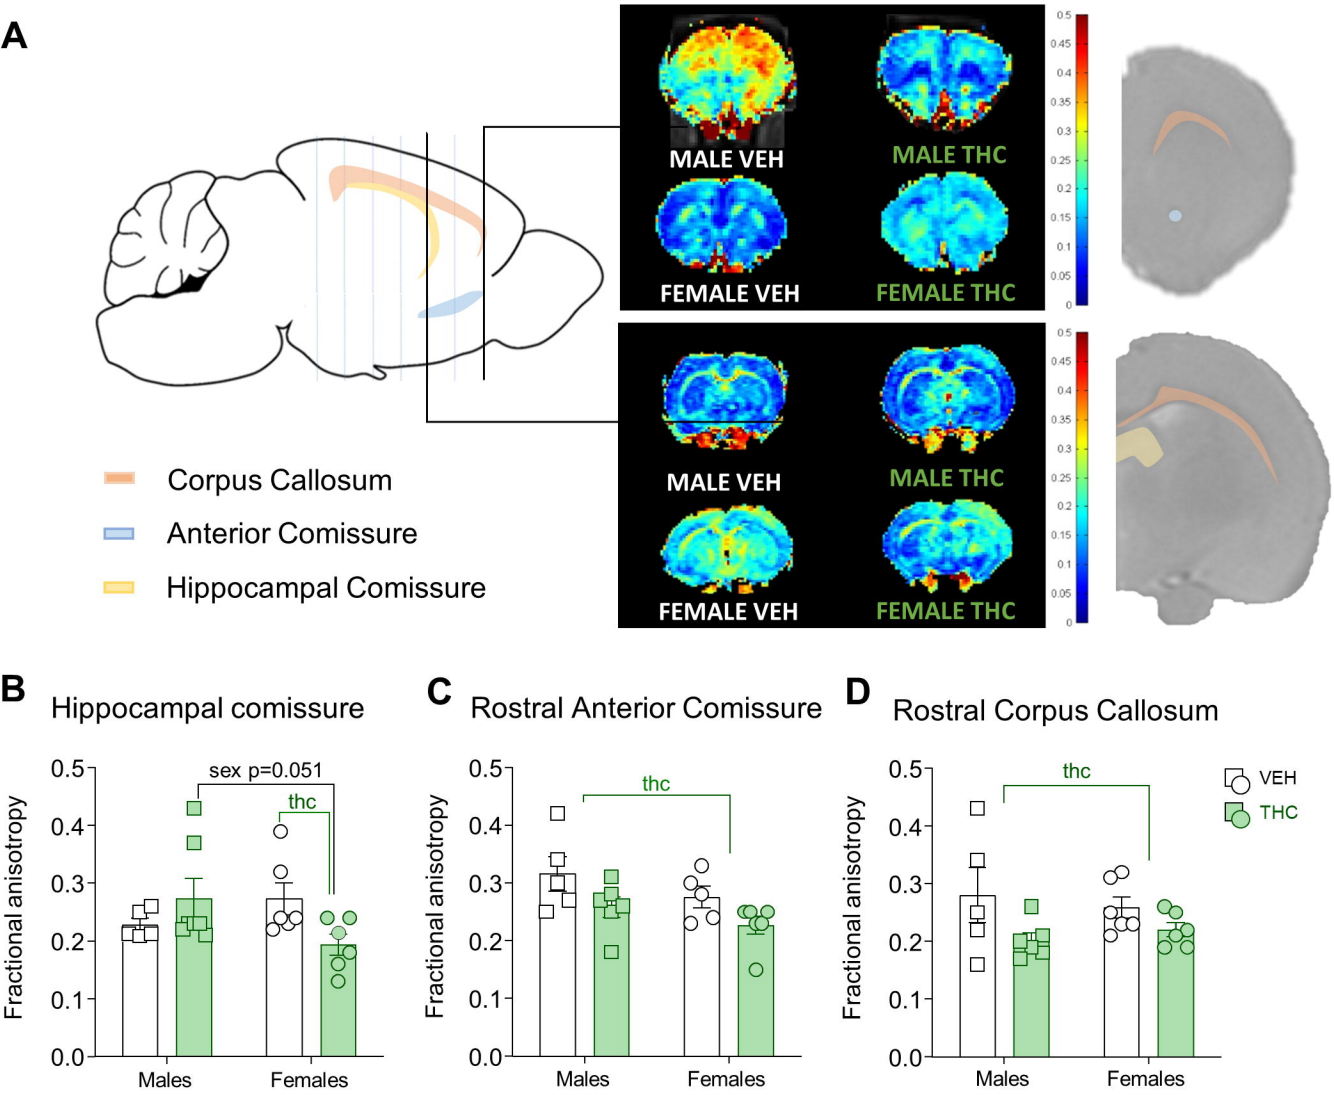 A
MALE VEH
MALE THC
FEMALE VEH
FEMALE THC
0.5
0.45
0.4
0.35
0.3
0.25
0.2
0.15
0.1
0.05
0
MALE VEH
MALE THC
FEMALE VEH
FEMALE THC
0.5
0.45
0.4
0.35
0.3
0.25
0.2
0.15
0.1
0.05
0
Corpus Callosum
Anterior Comissure
Hippocampal Comissure
B
Hippocampal comissure
Fractional anisotropy
0.5
0.4
0.3
0.2
0.1
0.0
sex p=0.051
thc
Males
Females
C
Rostral Anterior Comissure
Fractional anisotropy
0.5
0.4
0.3
0.2
0.1
0.0
thc
Males
Females
D
Rostral Corpus Callosum
Fractional anisotropy
0.5
0.4
0.3
0.2
0.1
0.0
thc
Males
Females
VEH
THC